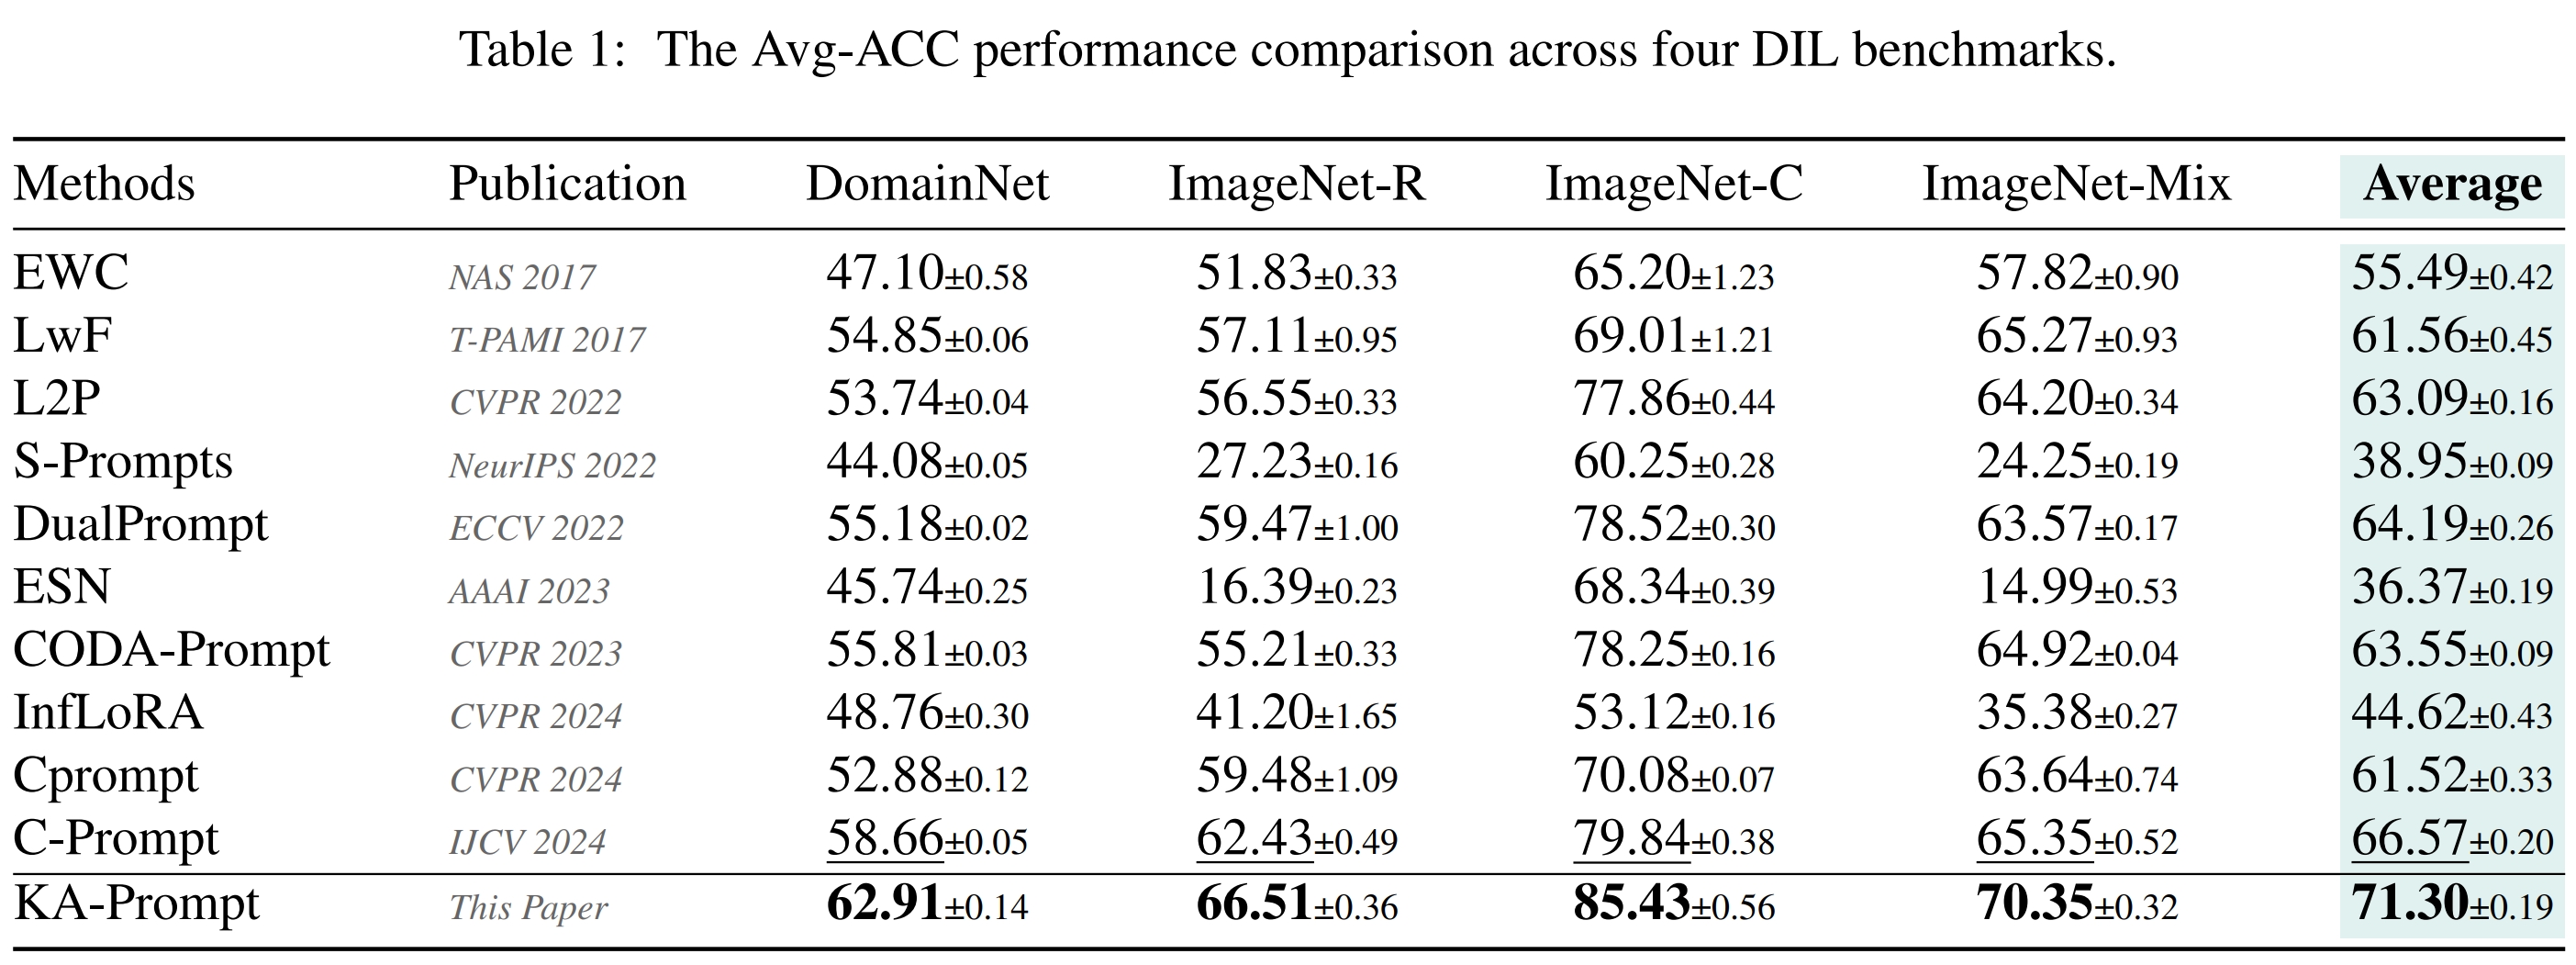 Table 1: The Avg-ACC performance comparison across four DIL benchmarks.
Methods Publication DomainNet ImageNet-R ImageNet-C ImageNet-Mix Average
EWC NAS 2017 47.10±0.58 51.83±0.33 65.20±1.23 57.82±0.90 55.49±0.42
LwF T-PAMI 2017 54.85±0.06 57.11±0.95 69.01±1.21 65.27±0.93 61.56±0.45
L2P CVPR 2022 53.74±0.04 56.55±0.33 77.86±0.44 64.20±0.34 63.09±0.16
S-Prompts NeurIPS 2022 44.08±0.05 27.23±0.16 60.25±0.28 24.25±0.19 38.95±0.09
DualPrompt ECCV 2022 55.18±0.02 59.47±1.00 78.52±0.30 63.57±0.17 64.19±0.26
ESN AAAI 2023 45.74±0.25 16.39±0.23 68.34±0.39 14.99±0.53 36.37±0.19
CODA-Prompt CVPR 2023 55.81±0.03 55.21±0.33 78.25±0.16 64.92±0.04 63.55±0.09
InfLoRA CVPR 2024 48.76±0.30 41.20±1.65 53.12±0.16 35.38±0.27 44.62±0.43
Cprompt CVPR 2024 52.88±0.12 59.48±1.09 70.08±0.07 63.64±0.74 61.52±0.33
C-Prompt IJCV 2024 58.66±0.05 62.43±0.49 79.84±0.38 65.35±0.52 66.57±0.20
KA-Prompt This Paper 62.91±0.14 66.51±0.36 85.43±0.56 70.35±0.32 71.30±0.19